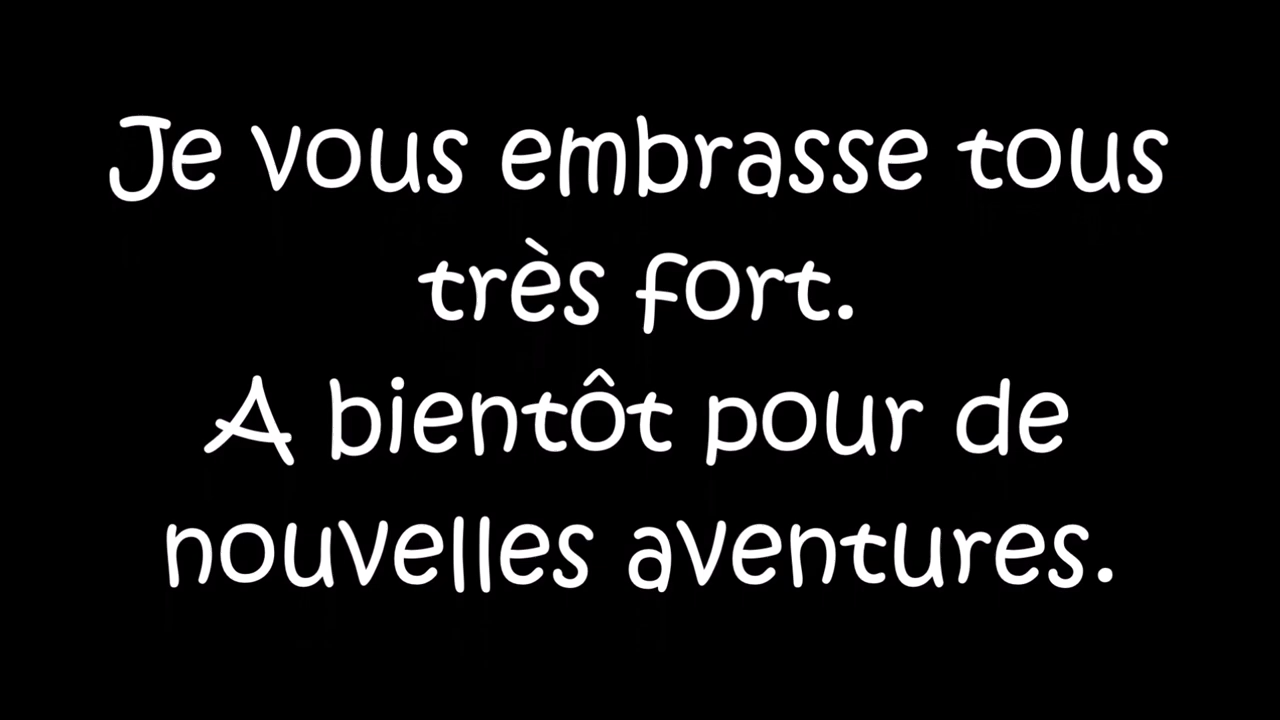 Je vous embrasse tous
très fort.
A bientôt pour de
nouvelles aventures.